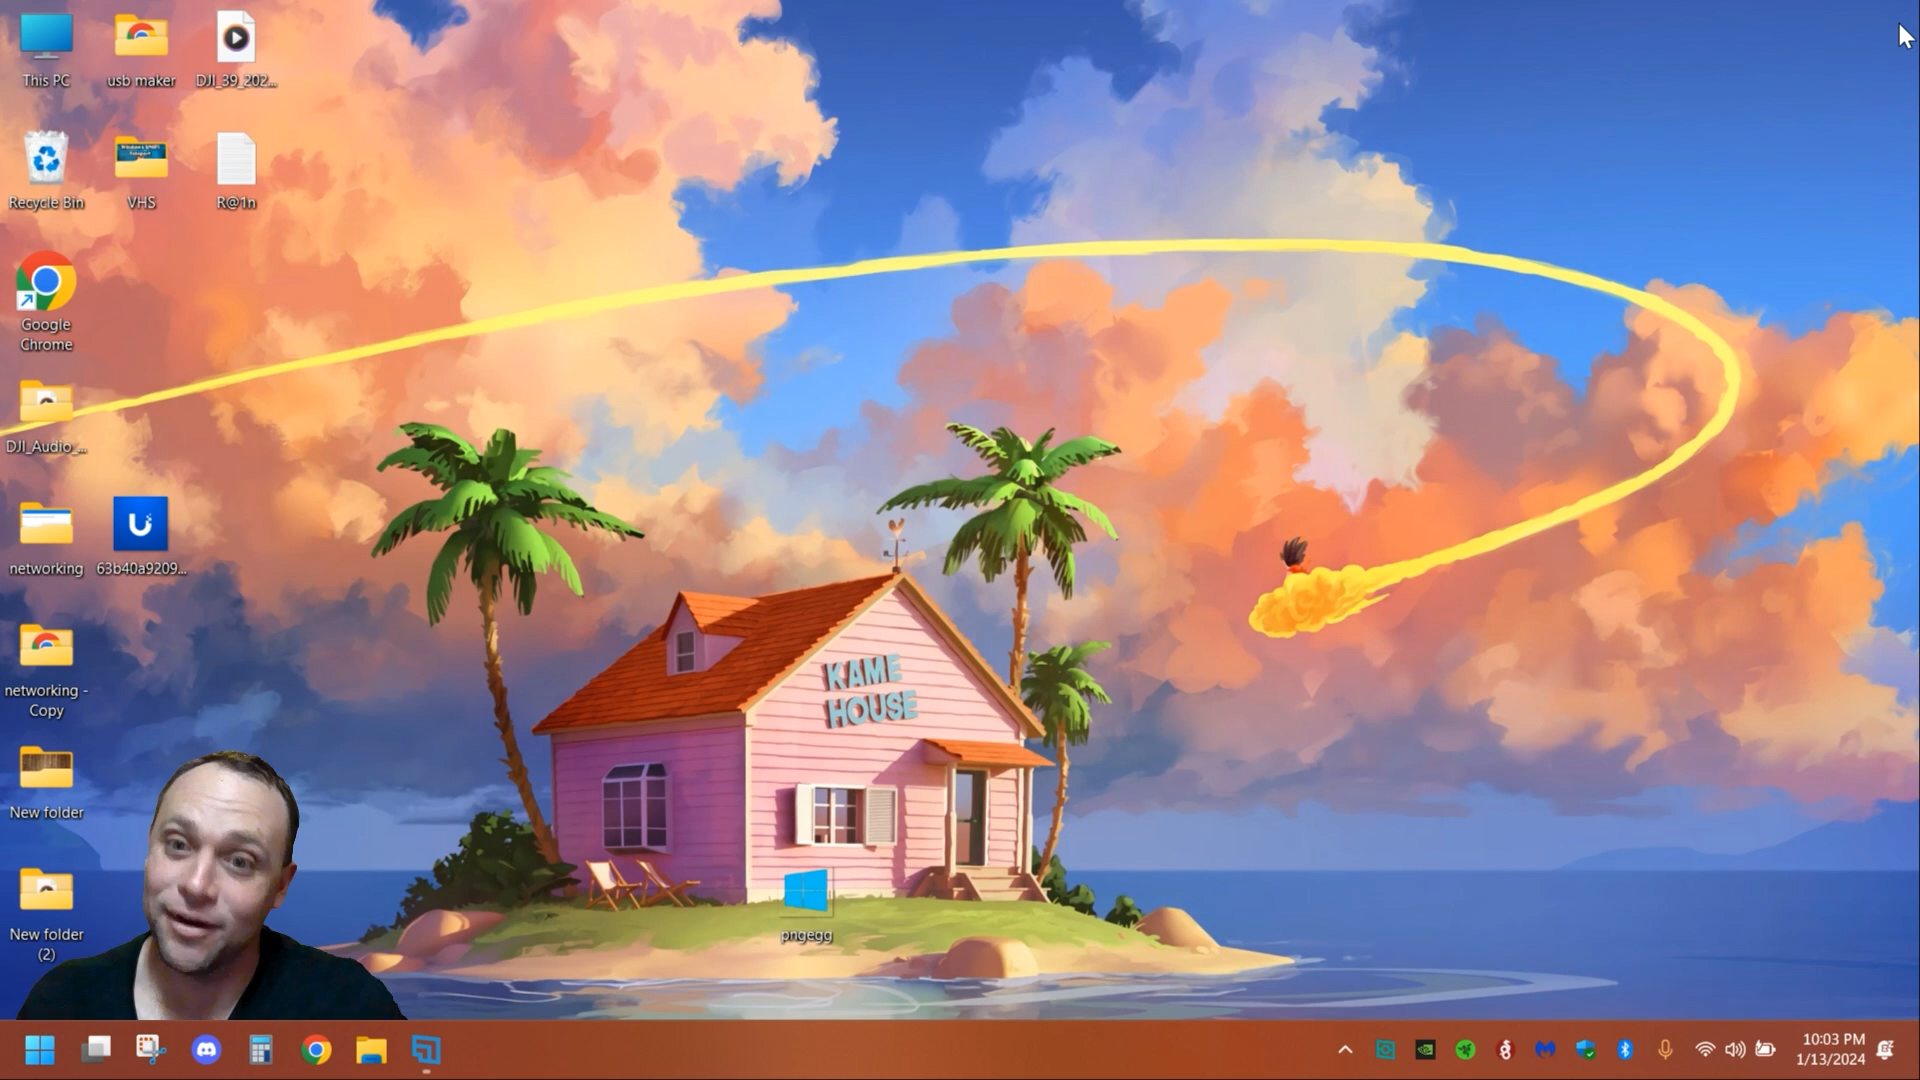 This PC
usb maker
DJI_39_202...
Recycle Bin
VHS
R@1n
Google
Chrome
DJI_Audio_...
networking
63b40a9209...
networking -
Copy
New folder
New folder
(2)
KAME
HOUSE
pngegg
10:03 PM
1/13/2024